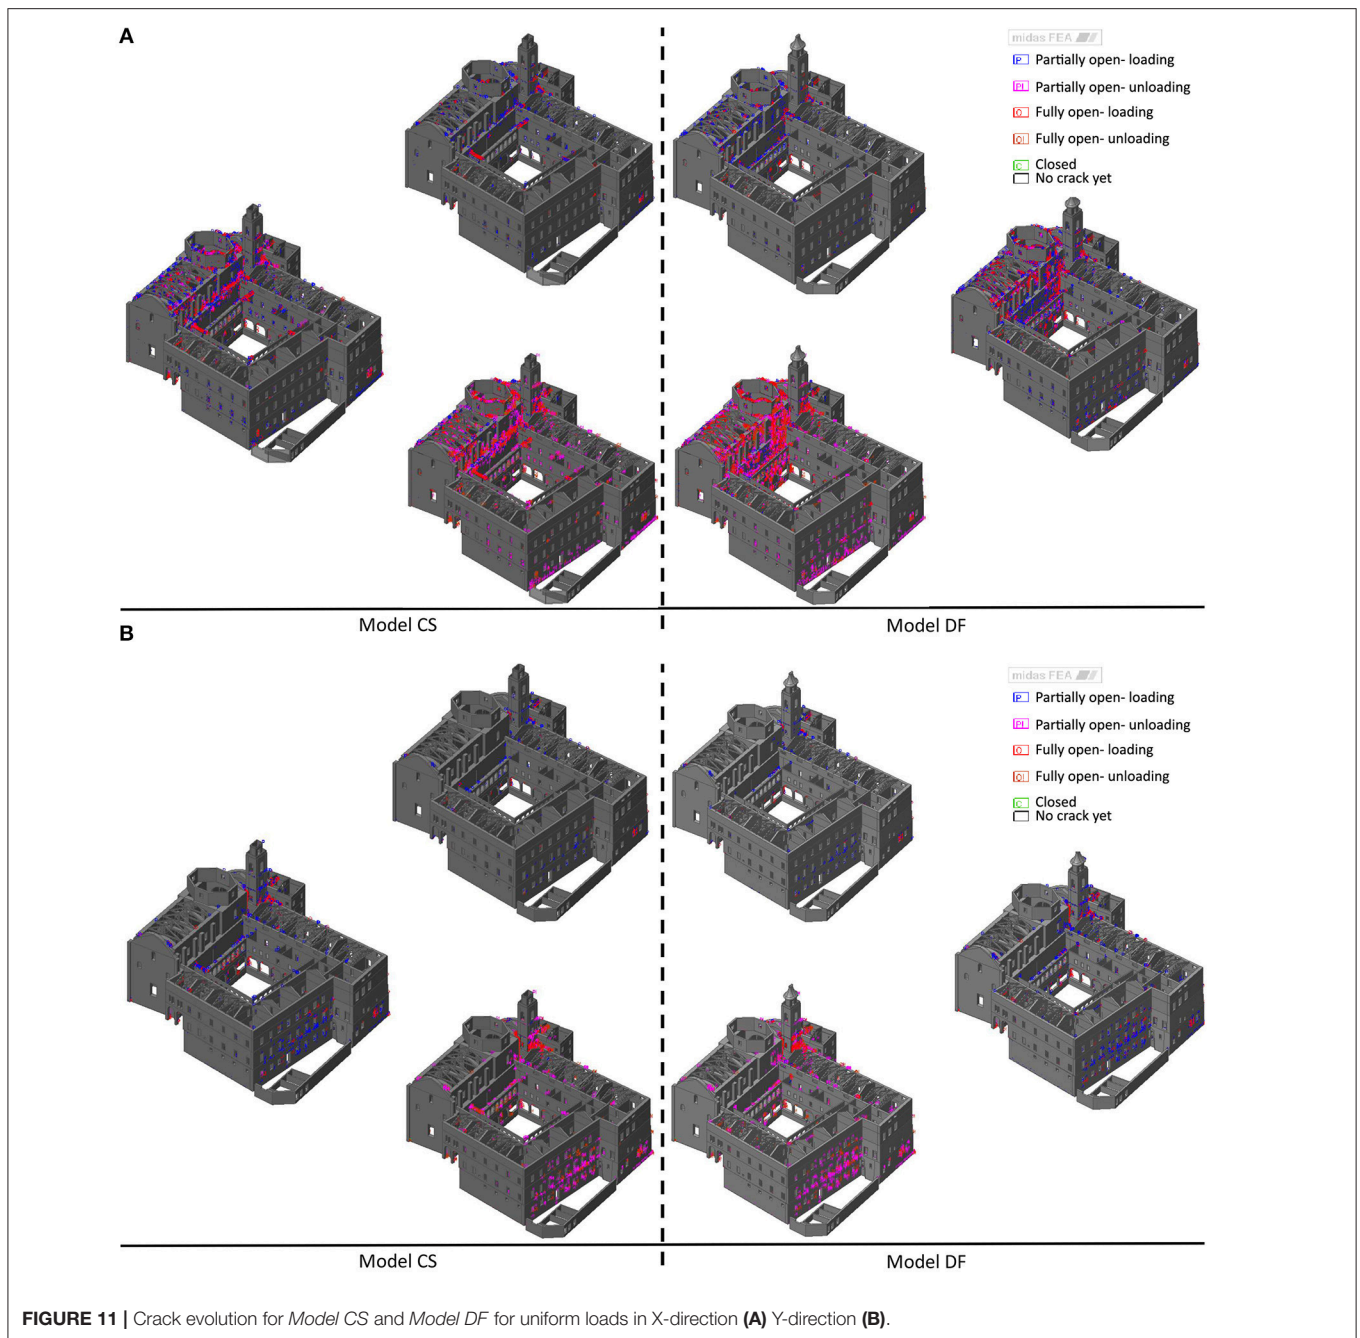 A
midas FEA
P Partially open- loading
PL Partially open- unloading
O Fully open- loading
OL Fully open- unloading
C Closed
No crack yet
Model CS
Model DF
B
midas FEA
P Partially open- loading
PL Partially open- unloading
O Fully open- loading
OL Fully open- unloading
C Closed
No crack yet
Model CS
Model DF
FIGURE 11 | Crack evolution for Model CS and Model DF for uniform loads in X-direction (A) Y-direction (B).